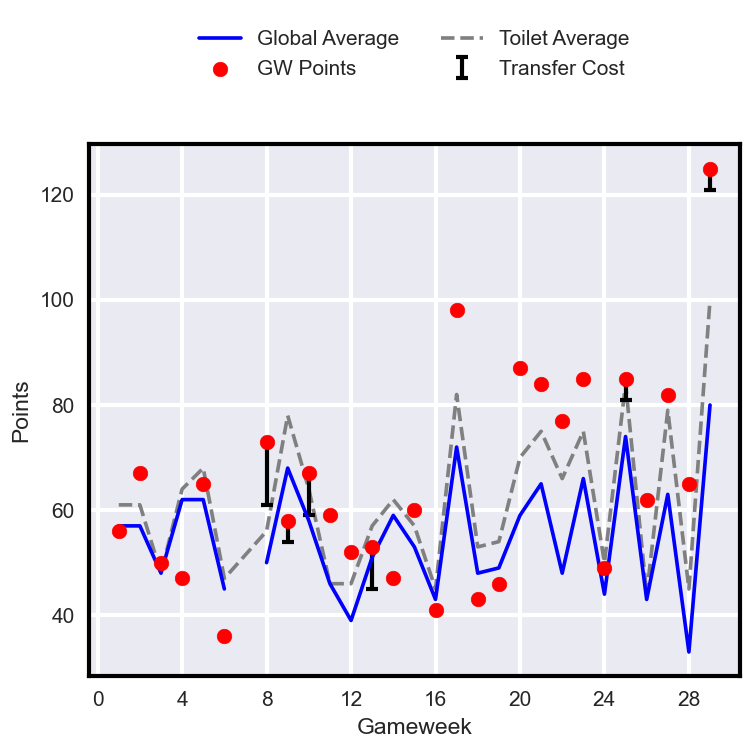 Global Average
Toilet Average
GW Points
Transfer Cost
120
100
80
60
40
Points
0 4 8 12 16 20 24 28
Gameweek